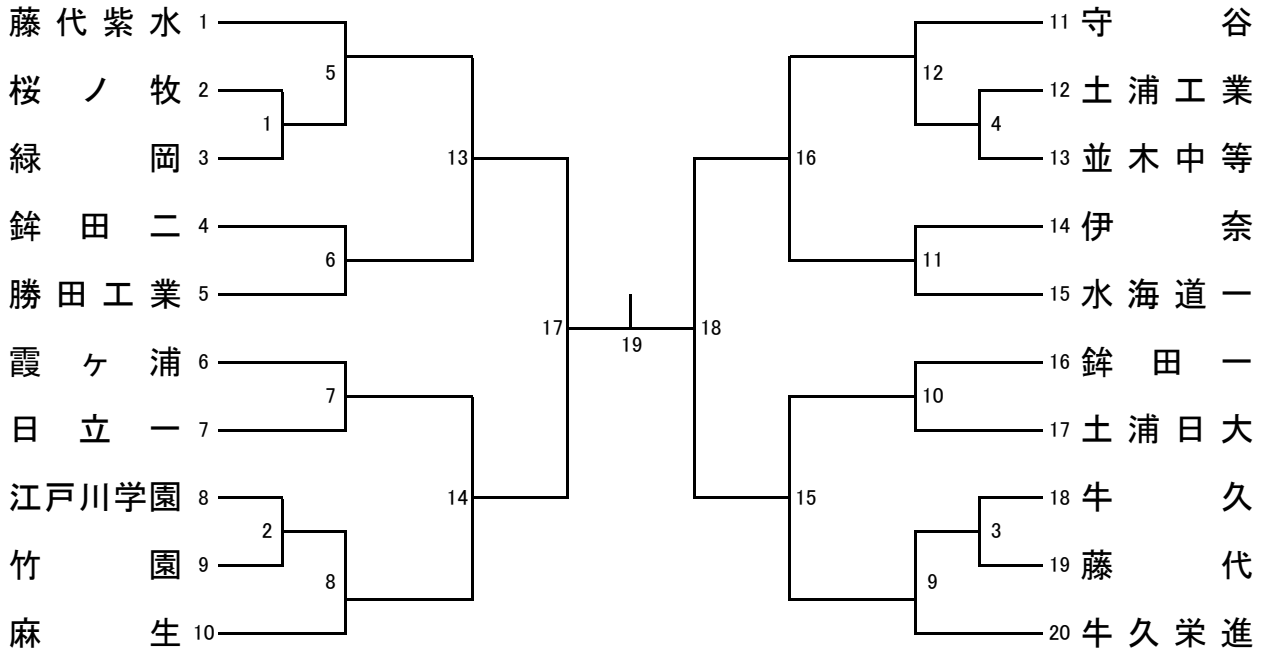 藤代紫水 1
桜ノ牧 2
緑岡 3
鉾田二 4
勝田工業 5
霞ヶ浦 6
日立一 7
江戸川学園 8
竹園 9
麻生 10
5
1
6
7
2
8
13
14
17
19
18
16
15
12
4
11
10
3
9
11 守谷
12 土浦工業
13 並木中等
14 伊奈
15 水海道一
16 鉾田一
17 土浦日大
18 牛久
19 藤代
20 牛久栄進